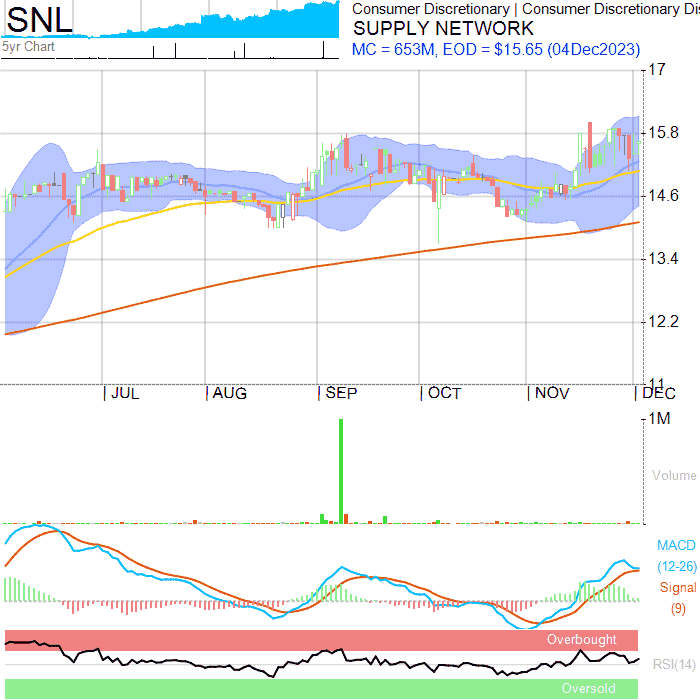 SNL
Consumer Discretionary | Consumer Discretionary Dis
SUPPLY NETWORK
5yr Chart
MC = 653M, EOD = $15.65 (04Dec2023)
17
15.8
14.6
13.4
12.2
11
JUL AUG SEP OCT NOV DEC
1M
Volume
MACD
(12-26)
Signal
(9)
Overbought
RSI(14)
Oversold